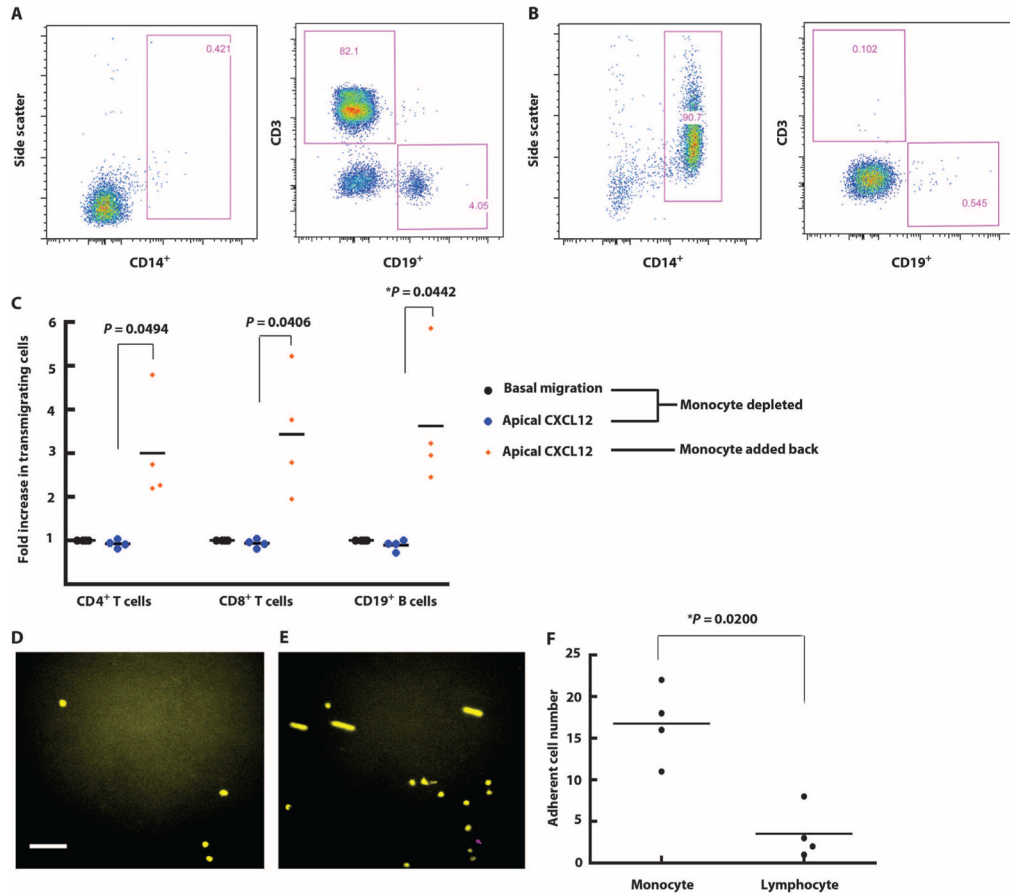 A
Side scatter
0.421
CD14+
CD3
82.1
4.05
CD19+
B
Side scatter
90.7
CD14+
CD3
0.102
0.545
CD19+
C
Fold increase in transmigrating cells
6
5
4
3
2
1
P = 0.0494
P = 0.0406
*P = 0.0442
CD4+ T cells
CD8+ T cells
CD19+ B cells
Basal migration
Apical CXCL12
Monocyte depleted
Apical CXCL12
Monocyte added back
D
E
F
*P = 0.0200
Adherent cell number
25
20
15
10
5
0
Monocyte
Lymphocyte